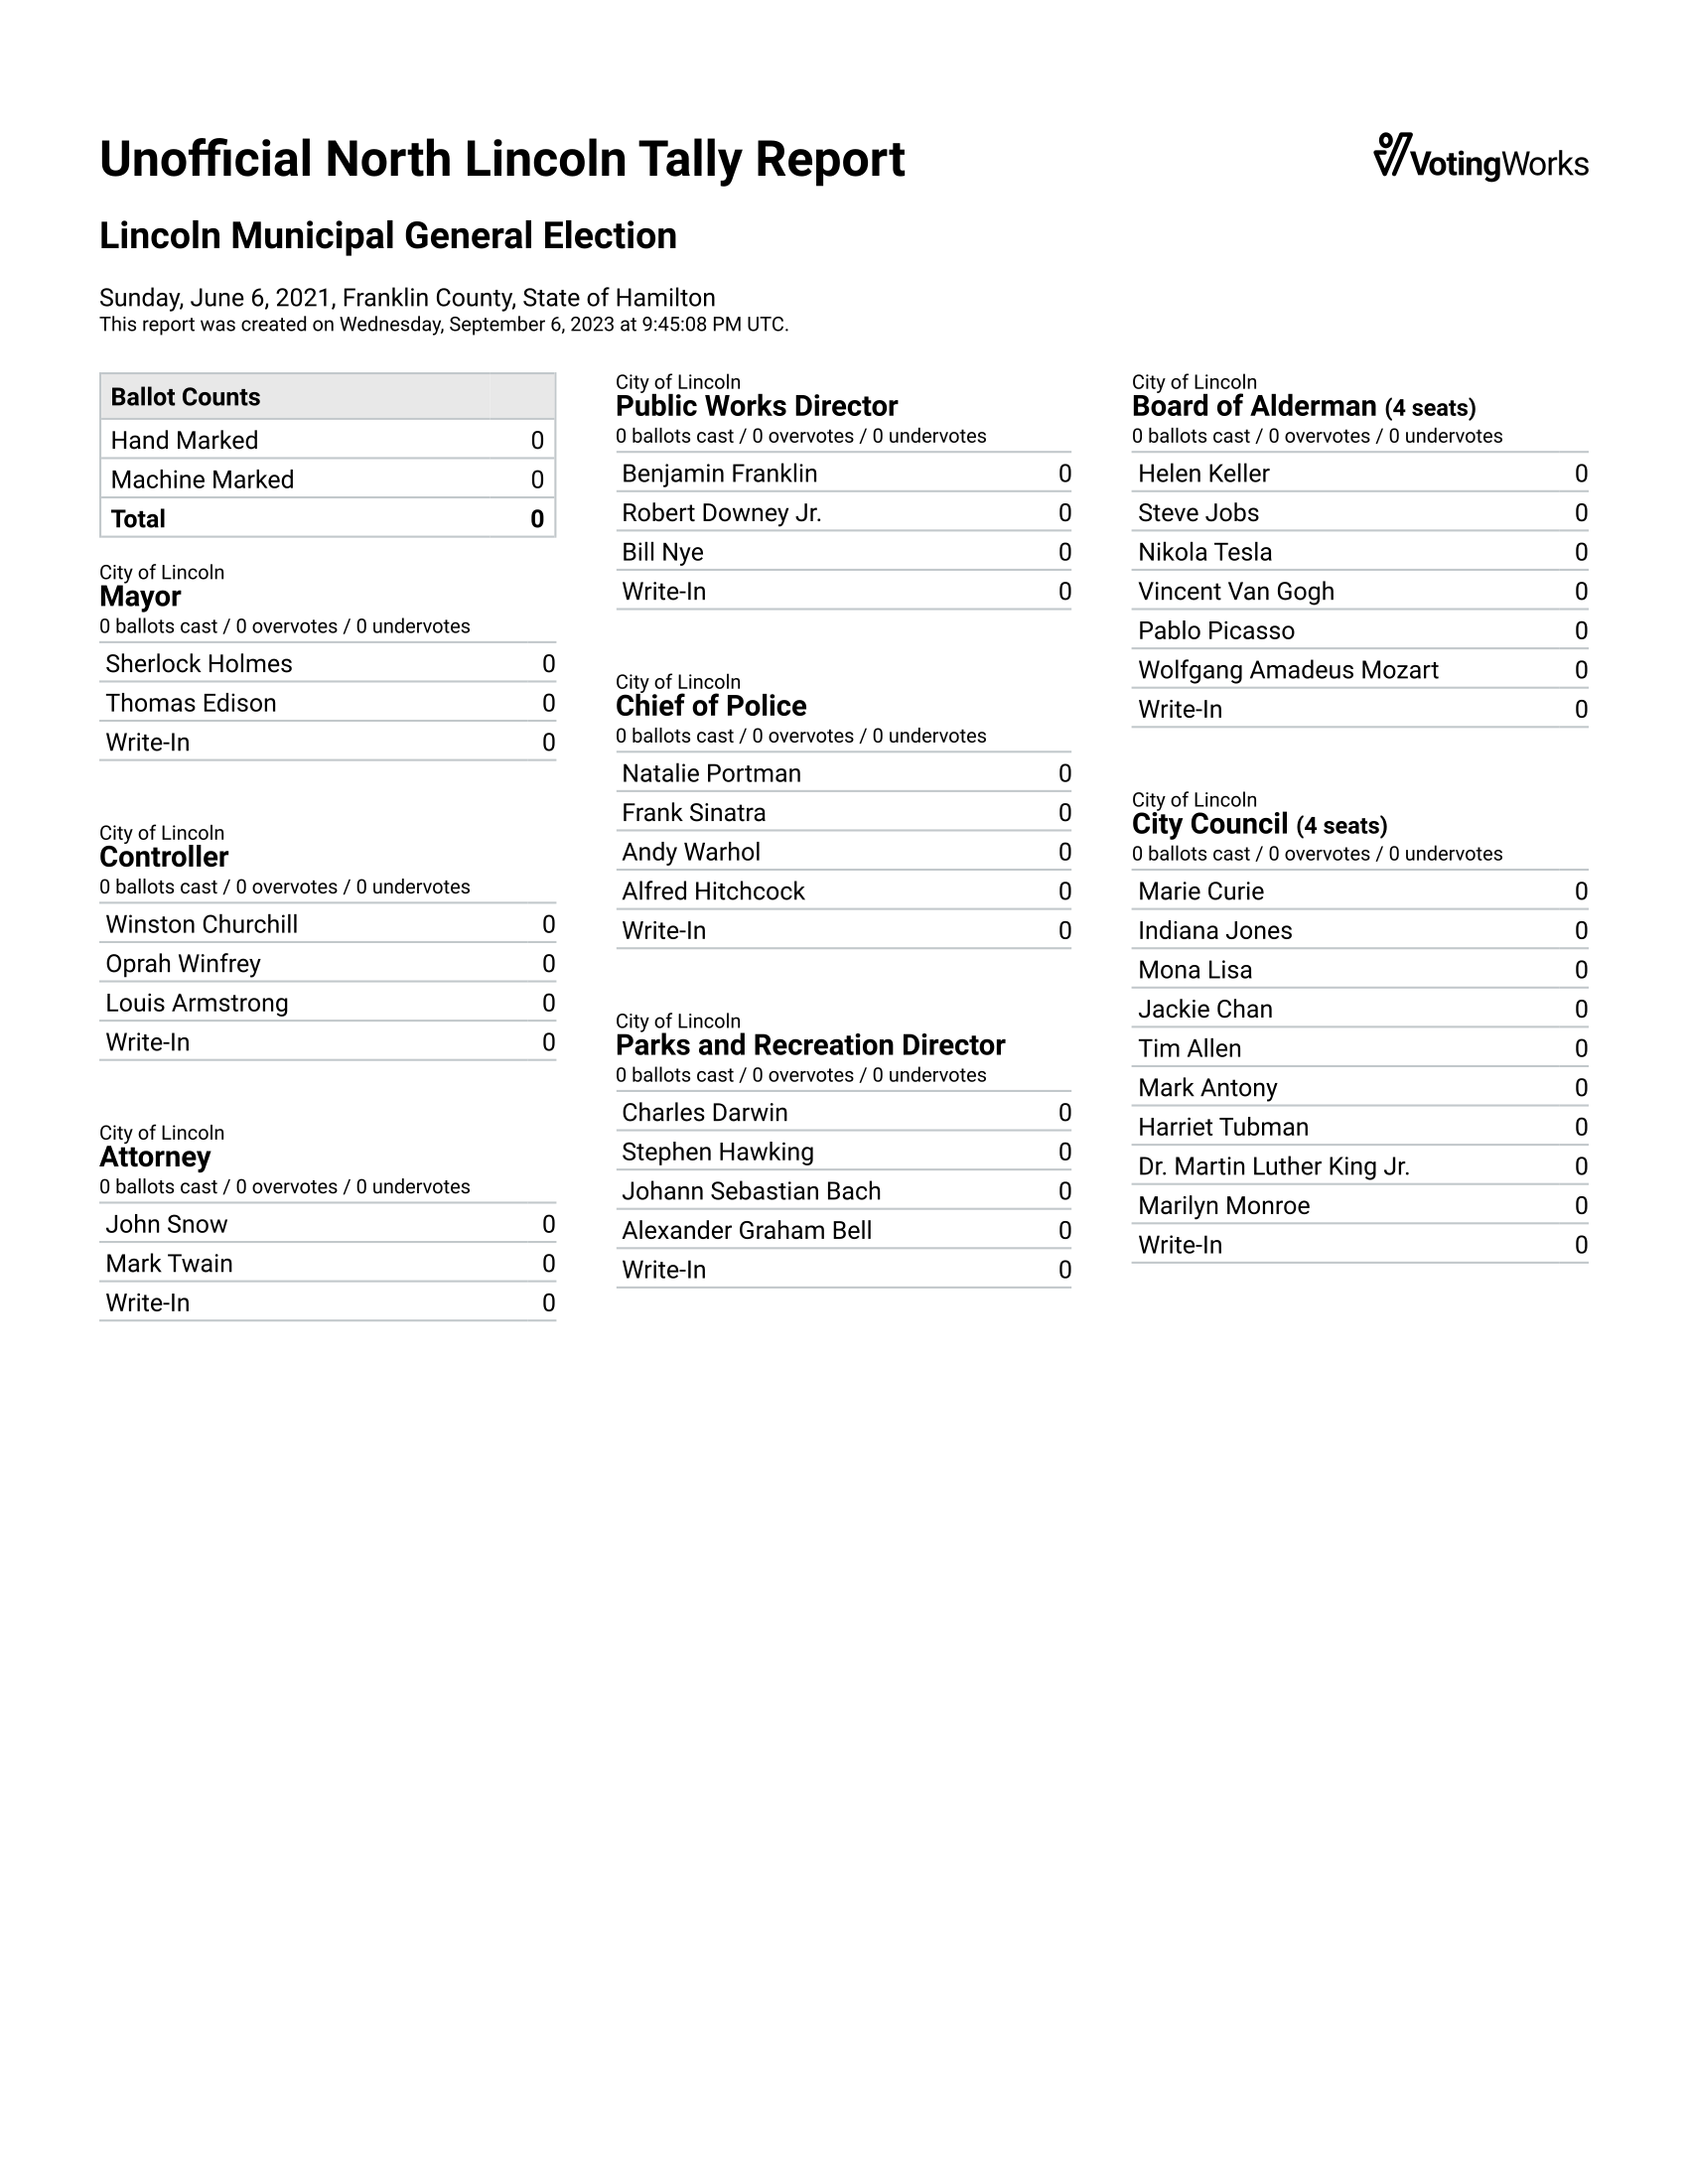 Unofficial North Lincoln Tally Report
VotingWorks
Lincoln Municipal General Election
Sunday, June 6, 2021, Franklin County, State of Hamilton
This report was created on Wednesday, September 6, 2023 at 9:45:08 PM UTC.
Ballot Counts
Hand Marked 0
Machine Marked 0
Total 0
City of Lincoln
Mayor
0 ballots cast / 0 overvotes / 0 undervotes
Sherlock Holmes 0
Thomas Edison 0
Write-In 0
City of Lincoln
Controller
0 ballots cast / 0 overvotes / 0 undervotes
Winston Churchill 0
Oprah Winfrey 0
Louis Armstrong 0
Write-In 0
City of Lincoln
Attorney
0 ballots cast / 0 overvotes / 0 undervotes
John Snow 0
Mark Twain 0
Write-In 0
City of Lincoln
Public Works Director
0 ballots cast / 0 overvotes / 0 undervotes
Benjamin Franklin 0
Robert Downey Jr. 0
Bill Nye 0
Write-In 0
City of Lincoln
Chief of Police
0 ballots cast / 0 overvotes / 0 undervotes
Natalie Portman 0
Frank Sinatra 0
Andy Warhol 0
Alfred Hitchcock 0
Write-In 0
City of Lincoln
Parks and Recreation Director
0 ballots cast / 0 overvotes / 0 undervotes
Charles Darwin 0
Stephen Hawking 0
Johann Sebastian Bach 0
Alexander Graham Bell 0
Write-In 0
City of Lincoln
Board of Alderman (4 seats)
0 ballots cast / 0 overvotes / 0 undervotes
Helen Keller 0
Steve Jobs 0
Nikola Tesla 0
Vincent Van Gogh 0
Pablo Picasso 0
Wolfgang Amadeus Mozart 0
Write-In 0
City of Lincoln
City Council (4 seats)
0 ballots cast / 0 overvotes / 0 undervotes
Marie Curie 0
Indiana Jones 0
Mona Lisa 0
Jackie Chan 0
Tim Allen 0
Mark Antony 0
Harriet Tubman 0
Dr. Martin Luther King Jr. 0
Marilyn Monroe 0
Write-In 0